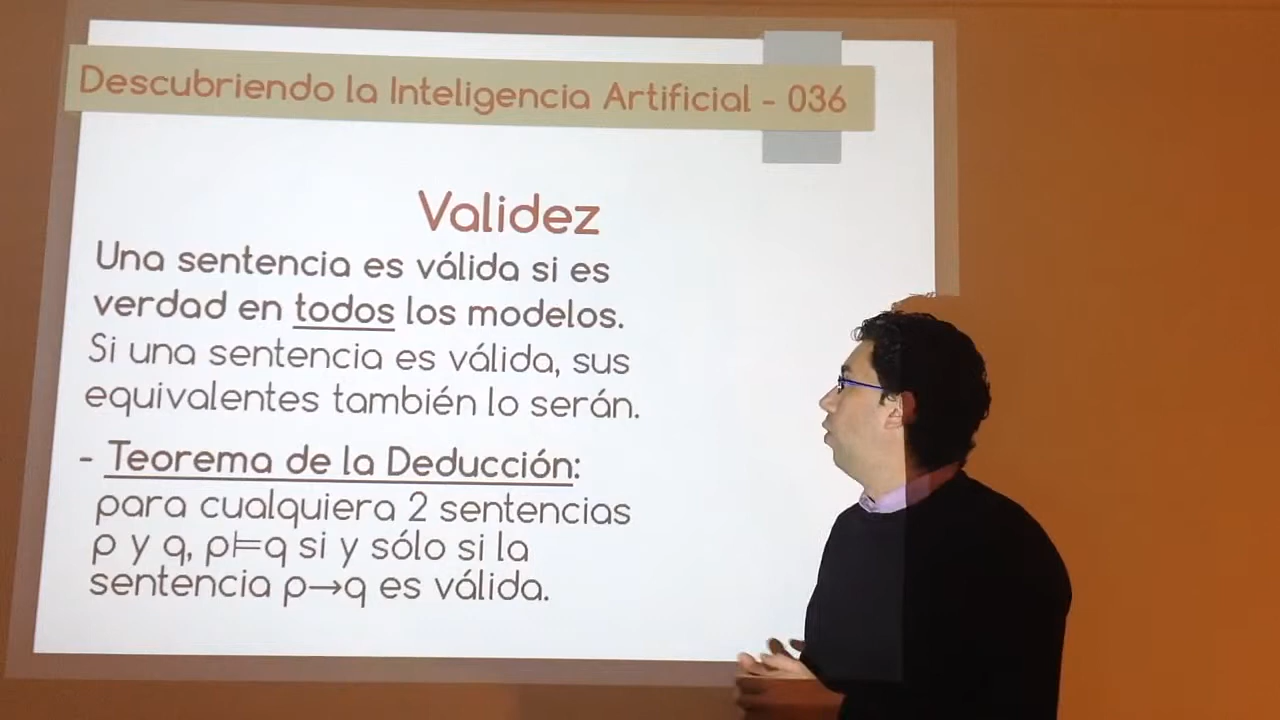 Descubriendo la Inteligencia Artificial - 036
Validez
Una sentencia es válida si es
verdad en todos los modelos.
Si una sentencia es válida, sus
equivalentes también lo serán.
- Teorema de la Deducción:
para cualquiera 2 sentencias
p y q, p⊨q si y sólo si la
sentencia p→q es válida.